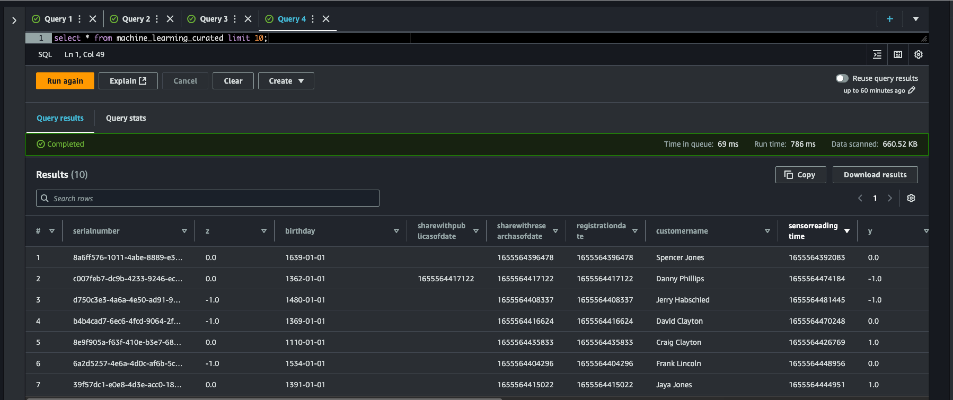 Query 1 Query 2 Query 3 Query 4
1 select * from machine_learning_curated limit 10;
SQL Ln 1, Col 49
Run again Explain Cancel Clear Create
Reuse query results
up to 60 minutes ago
Query results Query stats
Completed Time in queue: 69 ms Run time: 786 ms Data scanned: 660.52 KB
Results (10) Copy Download results
Search rows 1
# serialnumber z birthday sharewithpub sharewithrese registrationda customername sensorreading y
licasofdate archasofdate te time
1 8a6ff576-1011-4abe-8889-e3... 0.0 1639-01-01 1655564396478 1655564396478 Spencer Jones 1655564392083 0.0
2 c007feb7-dc9b-4233-9246-ec... 0.0 1362-01-01 1655564417122 1655564417122 1655564417122 Danny Phillips 1655564474184 -1.0
3 d750c3e3-4a6a-4e50-ad91-9... -1.0 1480-01-01 1655564408337 1655564408337 Jerry Habschied 1655564481445 -1.0
4 b4b4cad7-6ec6-4fcd-9064-2f... -1.0 1369-01-01 1655564416624 1655564416624 David Clayton 1655564470248 0.0
5 8e9f905a-f63f-410e-b3e7-68... 0.0 1110-01-01 1655564435833 1655564435833 Craig Clayton 1655564426769 1.0
6 6a2d5257-4e6a-4d0c-af6b-5c... -1.0 1534-01-01 1655564404296 1655564404296 Frank Lincoln 1655564448956 0.0
7 39f57dc1-e0e8-4d3e-acc0-18... 0.0 1391-01-01 1655564415022 1655564415022 Jaya Jones 1655564444951 1.0